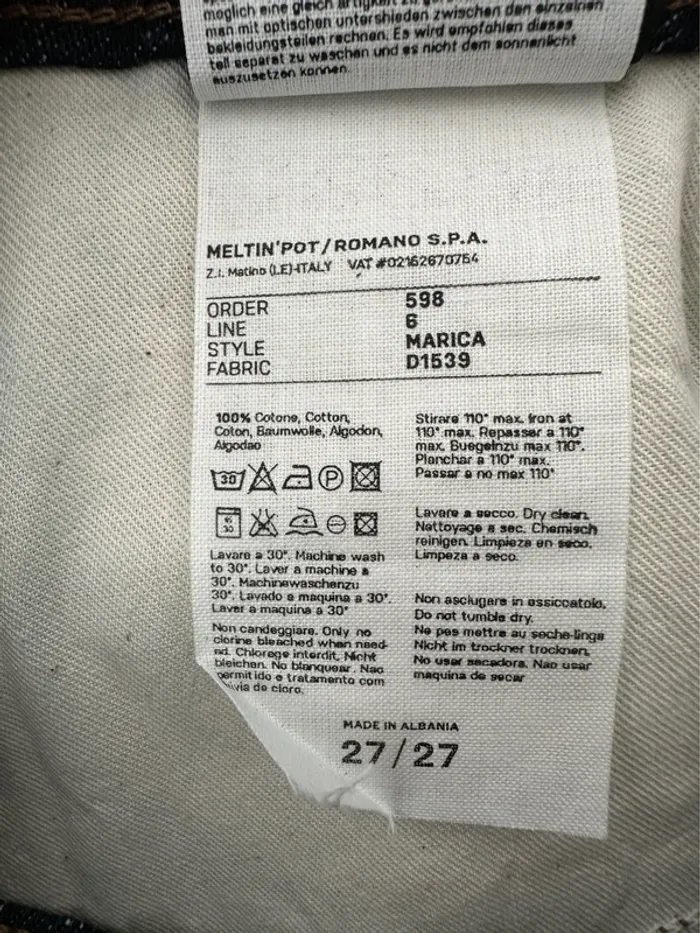 möglich eine gleich artigkeit zu
man mit optischen untershieden zwischen den einzelnen
bekleidungsteilen rechnen. Es wird empfohlen dieses
teil separat zu waschen und es nicht dem sonnenlicht
auszusetzen konnen.
MELTIN'POT/ROMANO S.P.A.
Z.I. Matino (LE)-ITALY VAT #02162670754
ORDER 598
LINE 6
STYLE MARICA
FABRIC D1539
100% Cotone, Cotton,
Coton, Baumwolle, Algodon,
Algodao
30
P
Lavare a 30°. Machine wash
to 30°. Laver a machine a
30°. Machinewaschenzu
30°. Lavado a maquina a 30°.
Laver a maquina a 30°
Non candeggiare. Only no
clorine bleached when need-
nd. Chlorage interdit. Nicht
bleichen. No blanquear. Nao
permitido e tratamento com
livia de cloro.
Stirare 110° max. Iron at
110° max. Repasser a 110°
max. Buegelnzu max 110°.
Planchar a 110° max.
Passar a no max 110°
Lavare a secco. Dry clean.
Nettoyage a sec. Chemisch
reinigen. Limpieza en seco.
Limpeza a seco.
Non asciugare in essiccatoio.
Do not tumble dry.
Ne pas mettre au seche-linge
Nicht im trockner trocknen.
No usar secadora. Nao usar
maquina de secar
MADE IN ALBANIA
27/27